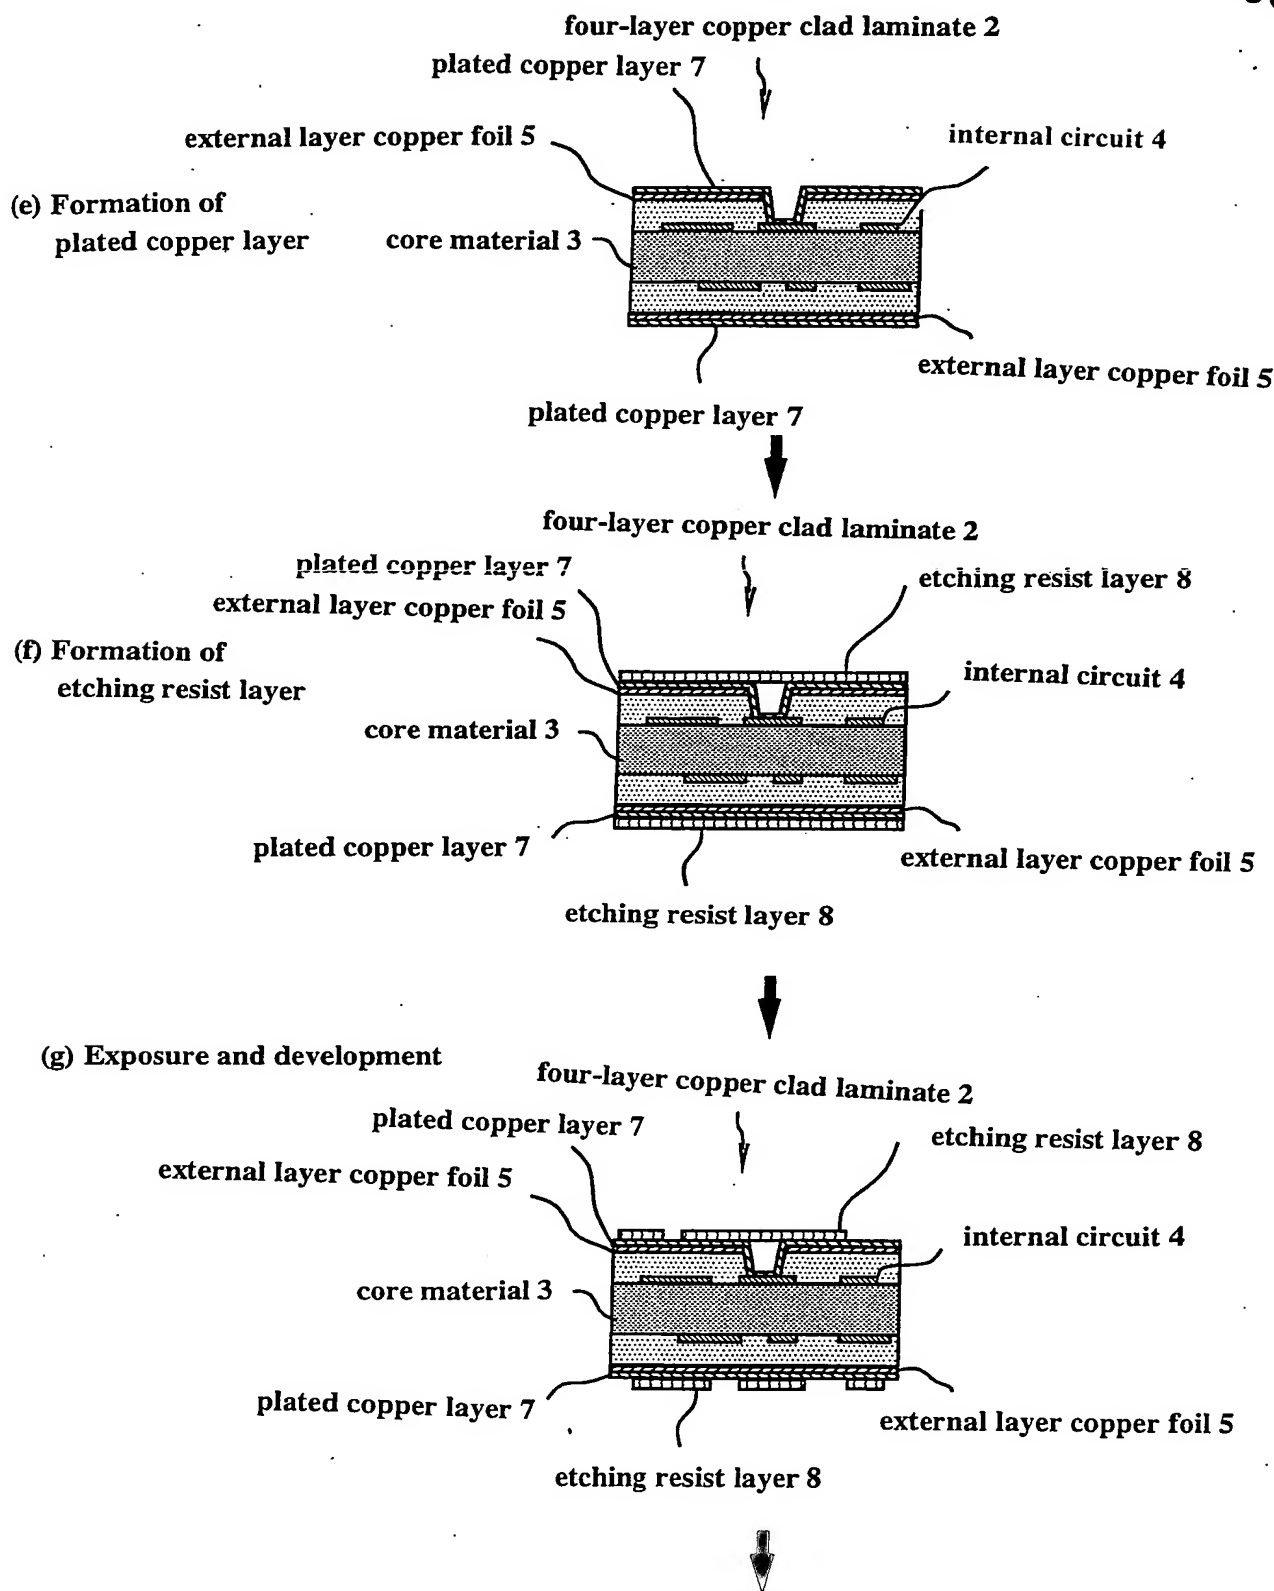 four-layer copper clad laminate 2
plated copper layer 7
external layer copper foil 5
internal circuit 4
(e) Formation of
plated copper layer
core material 3
external layer copper foil 5
plated copper layer 7
four-layer copper clad laminate 2
plated copper layer 7
etching resist layer 8
external layer copper foil 5
(f) Formation of
etching resist layer
internal circuit 4
core material 3
plated copper layer 7
external layer copper foil 5
etching resist layer 8
(g) Exposure and development
four-layer copper clad laminate 2
plated copper layer 7
etching resist layer 8
external layer copper foil 5
internal circuit 4
core material 3
plated copper layer 7
external layer copper foil 5
etching resist layer 8